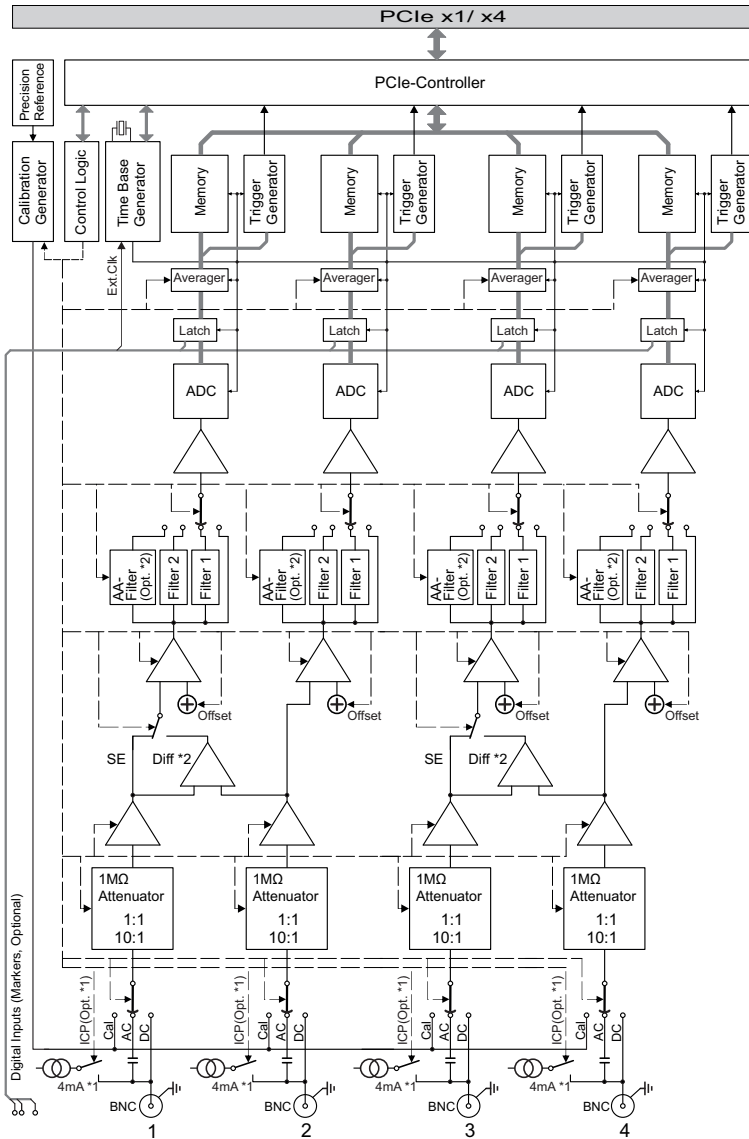 PCIe x1/ x4
PCIe-Controller
Precision
Reference
Calibration
Generator
Control Logic
Time Base
Generator
Ext.Clk
Memory
Trigger
Generator
Memory
Trigger
Generator
Memory
Trigger
Generator
Memory
Trigger
Generator
Averager
Averager
Averager
Averager
Latch
Latch
Latch
Latch
ADC
ADC
ADC
ADC
AA-
Filter
(Opt. *2)
Filter 2
Filter 1
AA-
Filter
(Opt. *2)
Filter 2
Filter 1
AA-
Filter
(Opt. *2)
Filter 2
Filter 1
AA-
Filter
(Opt. *2)
Filter 2
Filter 1
Offset
Offset
Offset
Offset
SE
Diff *2
SE
Diff *2
1MΩ
Attenuator
1:1
10:1
1MΩ
Attenuator
1:1
10:1
1MΩ
Attenuator
1:1
10:1
1MΩ
Attenuator
1:1
10:1
Digital Inputs (Markers, Optional)
ICP(Opt. *1)
Cal
AC
DC
ICP(Opt. *1)
Cal
AC
DC
ICP(Opt. *1)
Cal
AC
DC
ICP(Opt. *1)
Cal
AC
DC
4mA *1
4mA *1
4mA *1
4mA *1
BNC
BNC
BNC
BNC
1
2
3
4